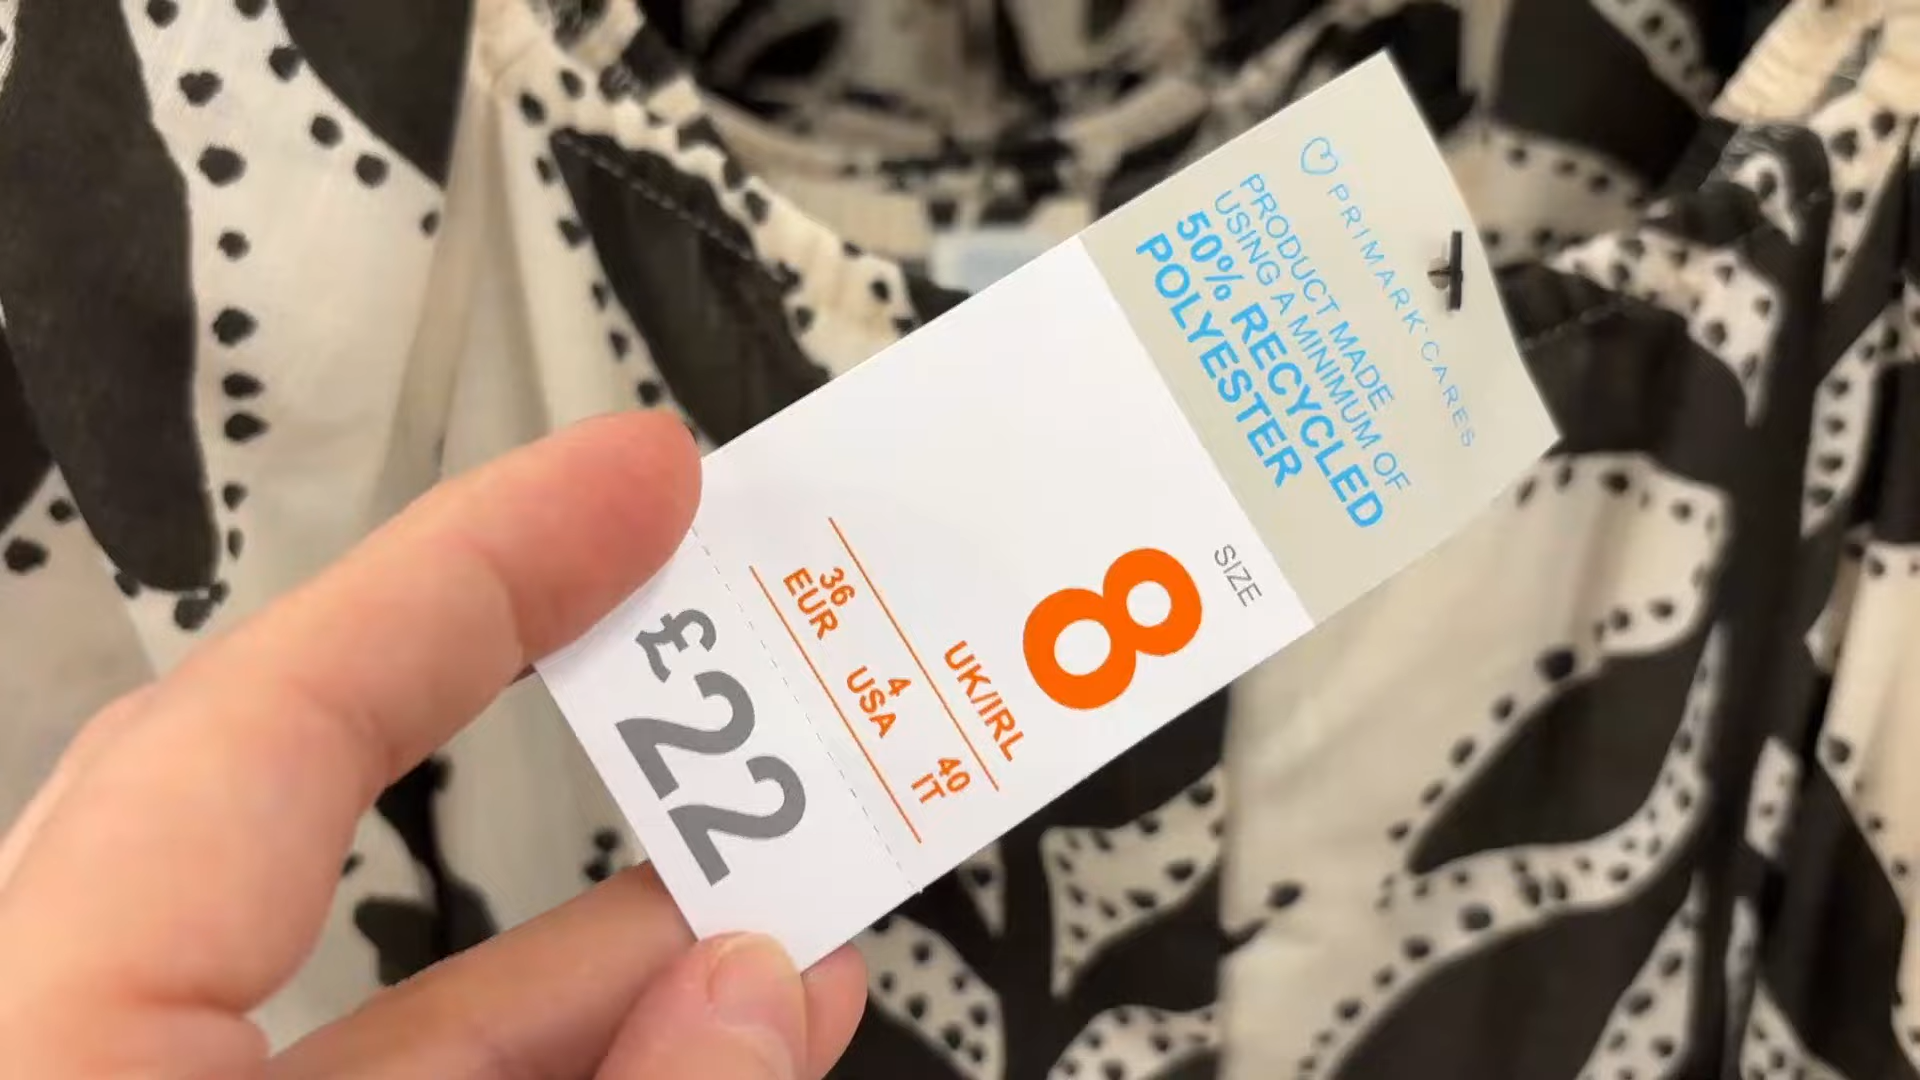 PRIMARK CARES
PRODUCT MADE
USING A MINIMUM OF
50% RECYCLED
POLYESTER
SIZE
8
UK/IRL
36 4 40
EUR USA IT
£22